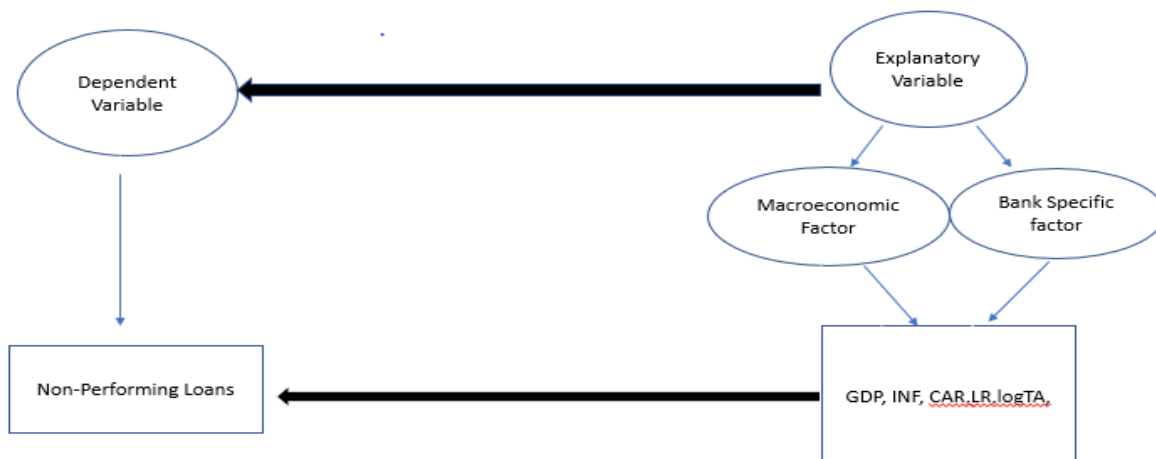 Dependent
Variable
Explanatory
Variable
Macroeconomic
Factor
Bank Specific
factor
Non-Performing Loans
GDP, INF, CAR,LR,logTA,